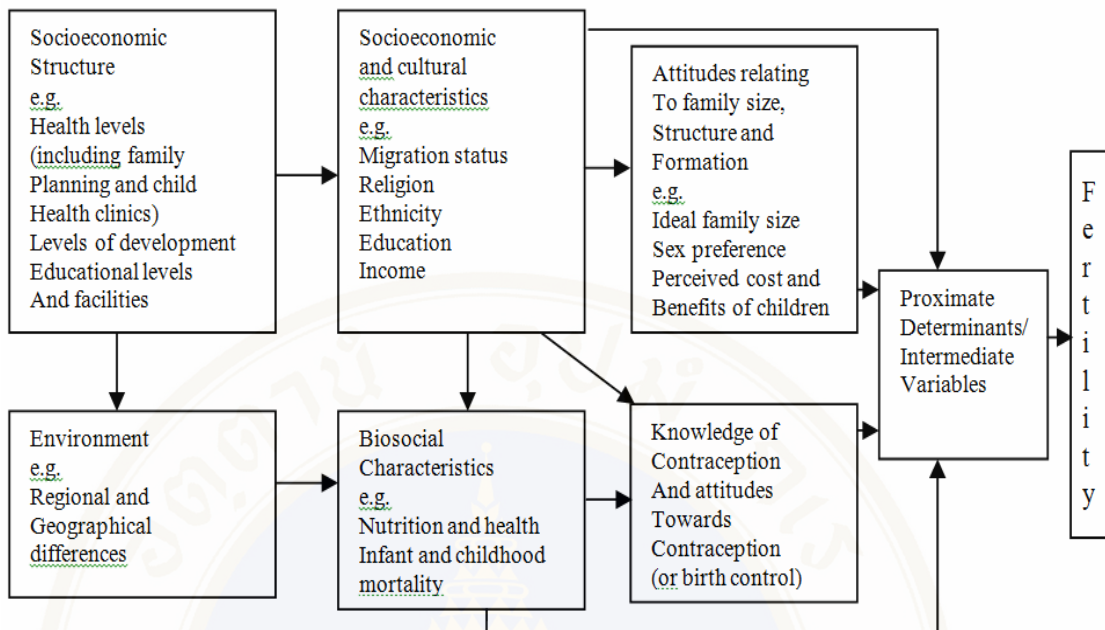 Socioeconomic
Structure
e.g.
Health levels
(including family
Planning and child
Health clinics)
Levels of development
Educational levels
And facilities
Socioeconomic
and cultural
characteristics
e.g.
Migration status
Religion
Ethnicity
Education
Income
Attitudes relating
To family size,
Structure and
Formation
e.g.
Ideal family size
Sex preference
Perceived cost and
Benefits of children
Proximate
Determinants/
Intermediate
Variables
F
e
r
t
i
l
i
t
y
Environment
e.g.
Regional and
Geographical
differences
Biosocial
Characteristics
e.g.
Nutrition and health
Infant and childhood
mortality
Knowledge of
Contraception
And attitudes
Towards
Contraception
(or birth control)